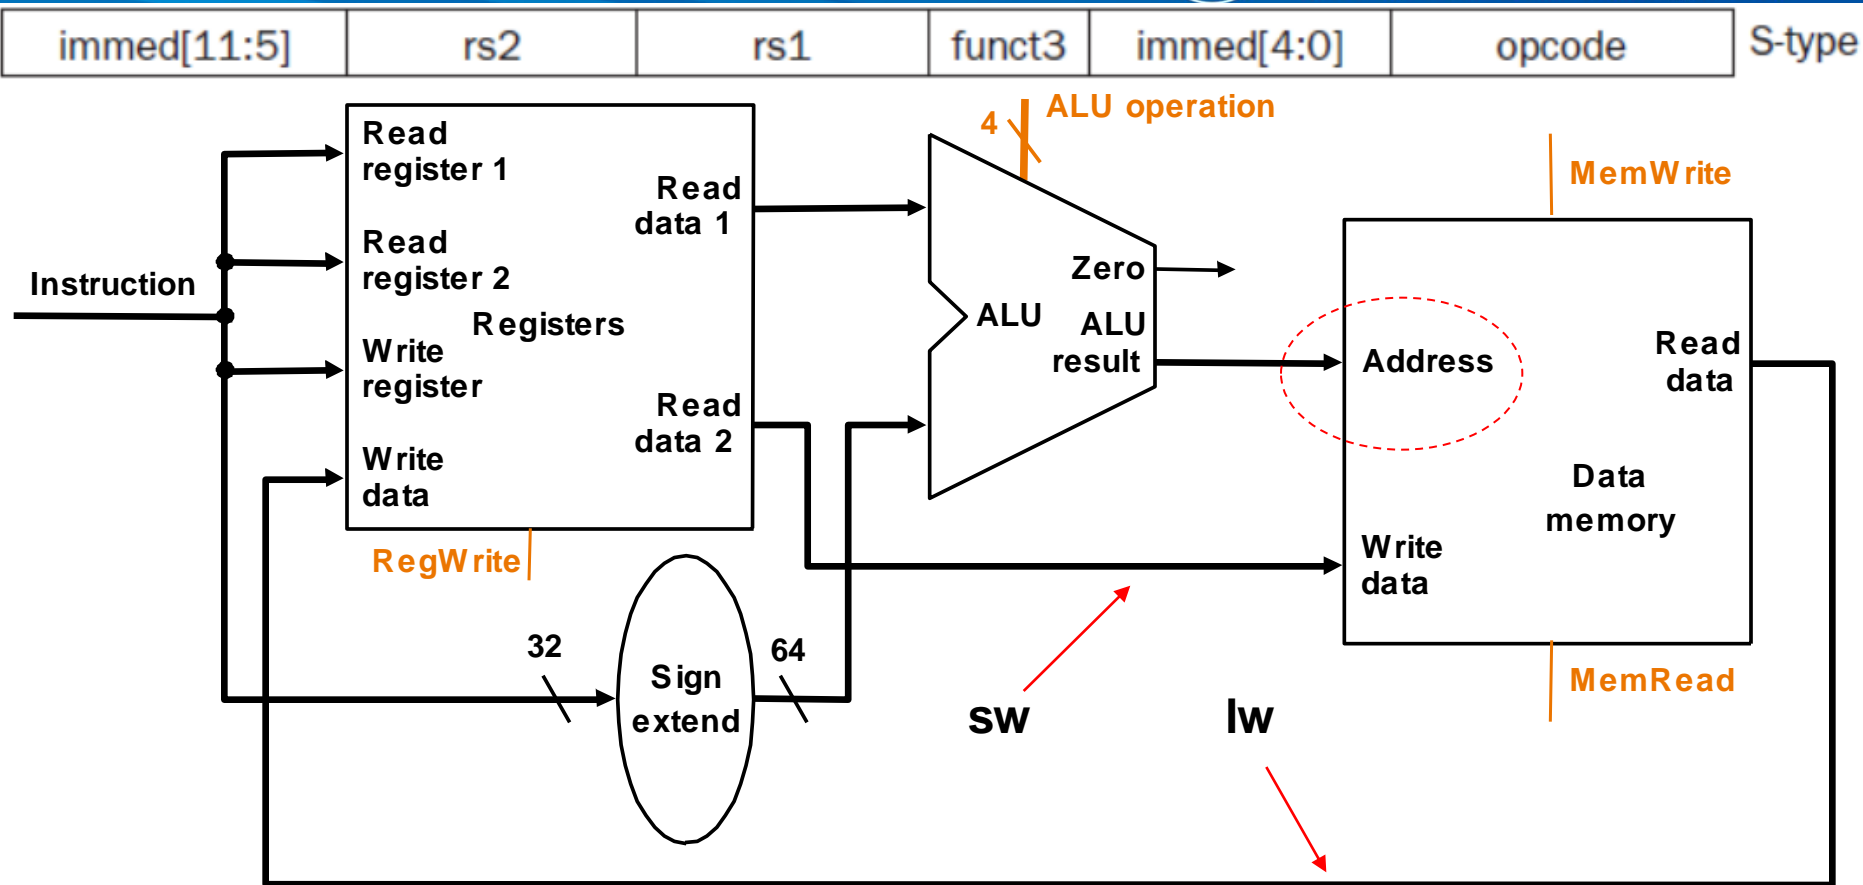 immed[11:5] rs2 rs1 funct3 immed[4:0] opcode S-type
ALU operation
4
Read
register 1
Read
data 1
MemWrite
Read
register 2
Instruction
Registers
Zero
ALU
ALU
result
Write
register
Address
Read
data
Read
data 2
Write
data
Data
memory
RegWrite
Write
data
32
64
Sign
extend
MemRead
sw
lw